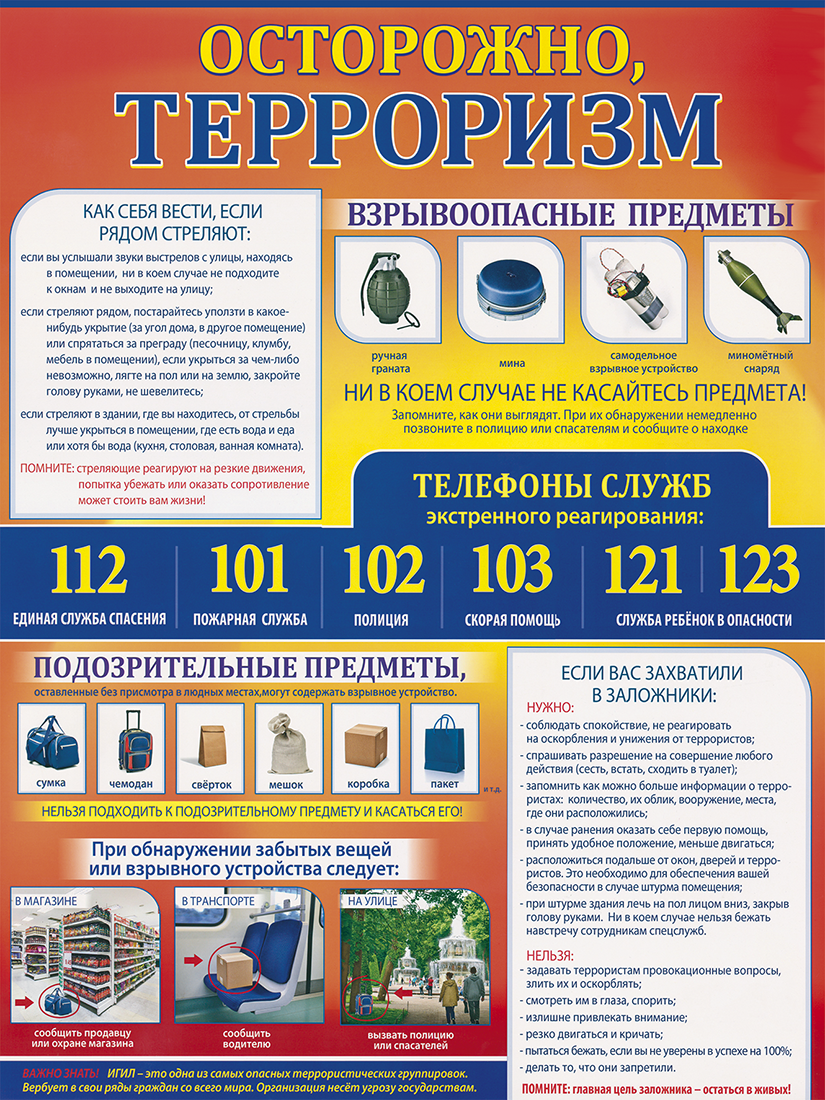 ОСТОРОЖНО,
ТЕРРОРИЗМ
КАК СЕБЯ ВЕСТИ, ЕСЛИ
РЯДОМ СТРЕЛЯЮТ:
если вы услышали звуки выстрелов с улицы, находясь
в помещении, ни в коем случае не подходите
к окнам и не выходите на улицу;
если стреляют рядом, постарайтесь уползти в какое-
нибудь укрытие (за угол дома, в другое помещение)
или спрятаться за преграду (песочницу, клумбу,
мебель в помещении), если укрыться за чем-либо
невозможно, лягте на пол или на землю, закройте
голову руками, не шевелитесь;
если стреляют в здании, где вы находитесь, от стрельбы
лучше укрыться в помещении, где есть вода и еда
или хотя бы вода (кухня, столовая, ванная комната).
ПОМНИТЕ: стреляющие реагируют на резкие движения,
попытка убежать или оказать сопротивление
может стоить вам жизни!
ВЗРЫВООПАСНЫЕ ПРЕДМЕТЫ
ручная
граната
мина
самодельное
взрывное устройство
миномётный
снаряд
НИ В КОЕМ СЛУЧАЕ НЕ КАСАЙТЕСЬ ПРЕДМЕТА!
Запомните, как они выглядят. При их обнаружении немедленно
позвоните в полицию или спасателям и сообщите о находке
ТЕЛЕФОНЫ СЛУЖБ
экстренного реагирования:
112
ЕДИНАЯ СЛУЖБА СПАСЕНИЯ
101
ПОЖАРНАЯ СЛУЖБА
102
ПОЛИЦИЯ
103
СКОРАЯ ПОМОЩЬ
121 123
СЛУЖБА РЕБЁНОК В ОПАСНОСТИ
ПОДОЗРИТЕЛЬНЫЕ ПРЕДМЕТЫ,
оставленные без присмотра в людных местах,могут содержать взрывное устройство.
сумка
чемодан
свёрток
мешок
коробка
пакет
и т.д.
НЕЛЬЗЯ ПОДХОДИТЬ К ПОДОЗРИТЕЛЬНОМУ ПРЕДМЕТУ И КАСАТЬСЯ ЕГО!
При обнаружении забытых вещей
или взрывного устройства следует:
В МАГАЗИНЕ
сообщить продавцу
или охране магазина
В ТРАНСПОРТЕ
сообщить
водителю
НА УЛИЦЕ
вызвать полицию
или спасателей
ВАЖНО ЗНАТЬ! ИГИЛ – это одна из самых опасных террористических группировок.
Вербует в свои ряды граждан со всего мира. Организация несёт угрозу государствам.
ЕСЛИ ВАС ЗАХВАТИЛИ
В ЗАЛОЖНИКИ:
НУЖНО:
- соблюдать спокойствие, не реагировать
на оскорбления и унижения от террористов;
- спрашивать разрешение на совершение любого
действия (сесть, встать, сходить в туалет);
- запомнить как можно больше информации о терро-
ристах: количество, их облик, вооружение, места,
где они расположились;
- в случае ранения оказать себе первую помощь,
принять удобное положение, меньше двигаться;
- расположиться подальше от окон, дверей и терро-
ристов. Это необходимо для обеспечения вашей
безопасности в случае штурма помещения;
- при штурме здания лечь на пол лицом вниз, закрыв
голову руками. Ни в коем случае нельзя бежать
навстречу сотрудникам спецслужб.
НЕЛЬЗЯ:
- задавать террористам провокационные вопросы,
злить их и оскорблять;
- смотреть им в глаза, спорить;
- излишне привлекать внимание;
- резко двигаться и кричать;
- пытаться бежать, если вы не уверены в успехе на 100%;
- делать то, что они запретили.
ПОМНИТЕ: главная цель заложника – остаться в живых!